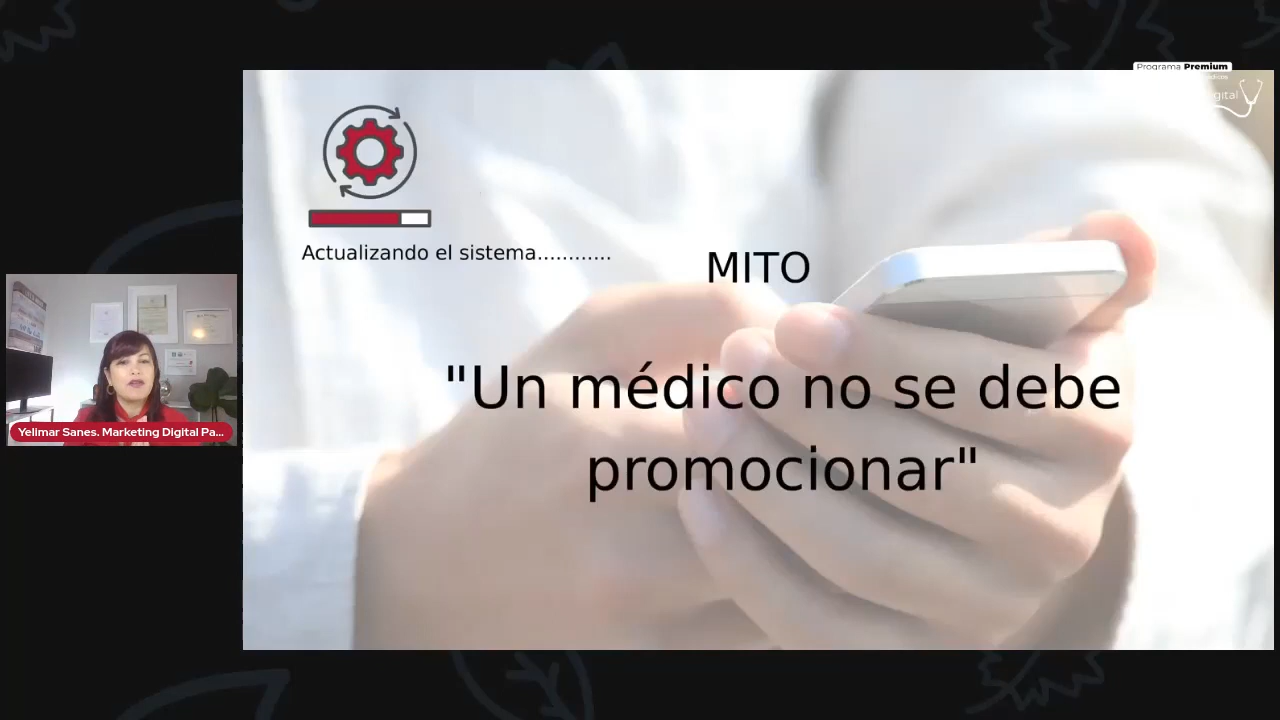 Programa Premium
Actualizando el sistema............
MITO
"Un médico no se debe
promocionar"
Yelimar Sanes. Marketing Digital Pa...